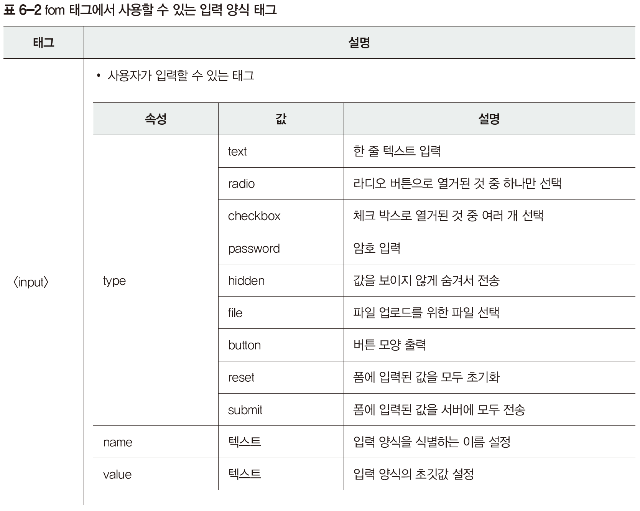 표 6-2 fom 태그에서 사용할 수 있는 입력 양식 태그
태그 설명
• 사용자가 입력할 수 있는 태그
속성 값 설명
text 한 줄 텍스트 입력
radio 라디오 버튼으로 열거된 것 중 하나만 선택
checkbox 체크 박스로 열거된 것 중 여러 개 선택
password 암호 입력
〈input〉 type hidden 값을 보이지 않게 숨겨서 전송
file 파일 업로드를 위한 파일 선택
button 버튼 모양 출력
reset 폼에 입력된 값을 모두 초기화
submit 폼에 입력된 값을 서버에 모두 전송
name 텍스트 입력 양식을 식별하는 이름 설정
value 텍스트 입력 양식의 초깃값 설정